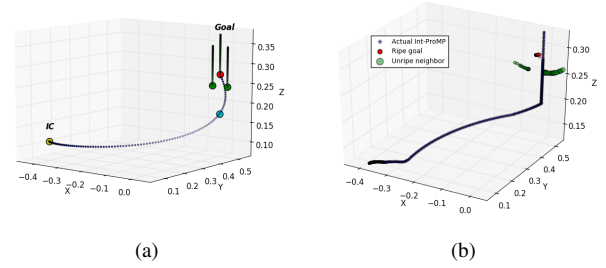 Goal
IC
0.35
0.30
0.25
0.20
0.15
0.10
Z
−0.4
−0.3
−0.2
−0.1
0.0
X
0.1
0.2
0.3
0.4
0.5
Y
(a)
Actual Int-ProMP
Ripe goal
Unripe neighbor
0.30
0.25
0.20
0.15
Z
−0.4
−0.3
−0.2
−0.1
0.0
X
0.1
0.2
0.3
0.4
0.5
Y
(b)